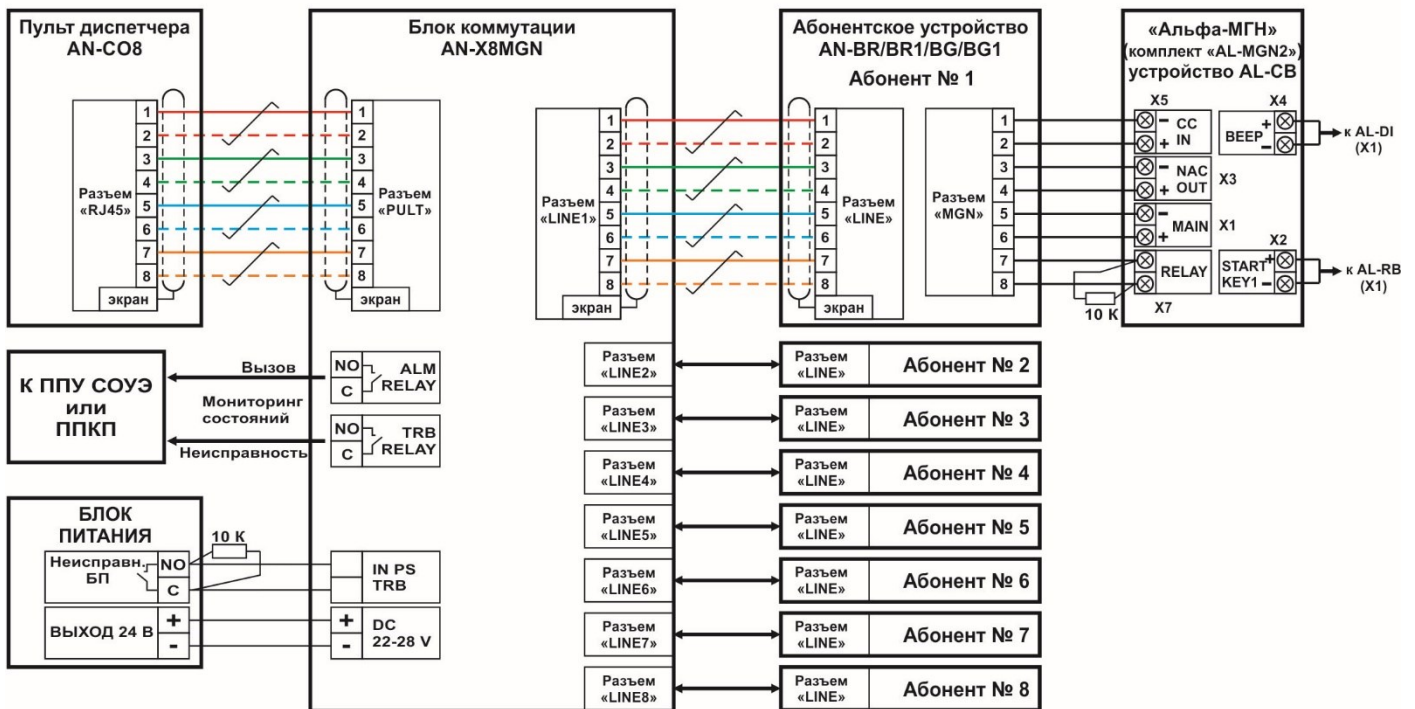 Пульт диспетчера
AN-CO8
Разъем
«RJ45»
1
2
3
4
5
6
7
8
экран
Блок коммутации
AN-X8MGN
1
2
3
4
5
6
7
8
Разъем
«PULT»
экран
Разъем
«LINE1»
1
2
3
4
5
6
7
8
экран
Абонентское устройство
AN-BR/BR1/BG/BG1
Абонент № 1
1
2
3
4
5
6
7
8
Разъем
«LINE»
экран
Разъем
«MGN»
1
2
3
4
5
6
7
8
«Альфа-МГН»
(комплект «AL-MGN2»)
устройство AL-CB
X5
- CC
+ IN
- NAC
+ OUT
X3
-
+ MAIN
X1
RELAY
X7
10 K
X4
BEEP +
-
к AL-DI
(X1)
X2
START +
KEY1 -
к AL-RB
(X1)
К ППУ СОУЭ
или
ППКП
Вызов
Мониторинг
состояний
Неисправность
NO
C
ALM
RELAY
NO
C
TRB
RELAY
БЛОК
ПИТАНИЯ
10 K
Неисправн.
БП
NO
C
ВЫХОД 24 В
+
-
IN PS
TRB
+
-
DC
22-28 V
Разъем
«LINE2»
Разъем
«LINE»
Абонент № 2
Разъем
«LINE3»
Разъем
«LINE»
Абонент № 3
Разъем
«LINE4»
Разъем
«LINE»
Абонент № 4
Разъем
«LINE5»
Разъем
«LINE»
Абонент № 5
Разъем
«LINE6»
Разъем
«LINE»
Абонент № 6
Разъем
«LINE7»
Разъем
«LINE»
Абонент № 7
Разъем
«LINE8»
Разъем
«LINE»
Абонент № 8